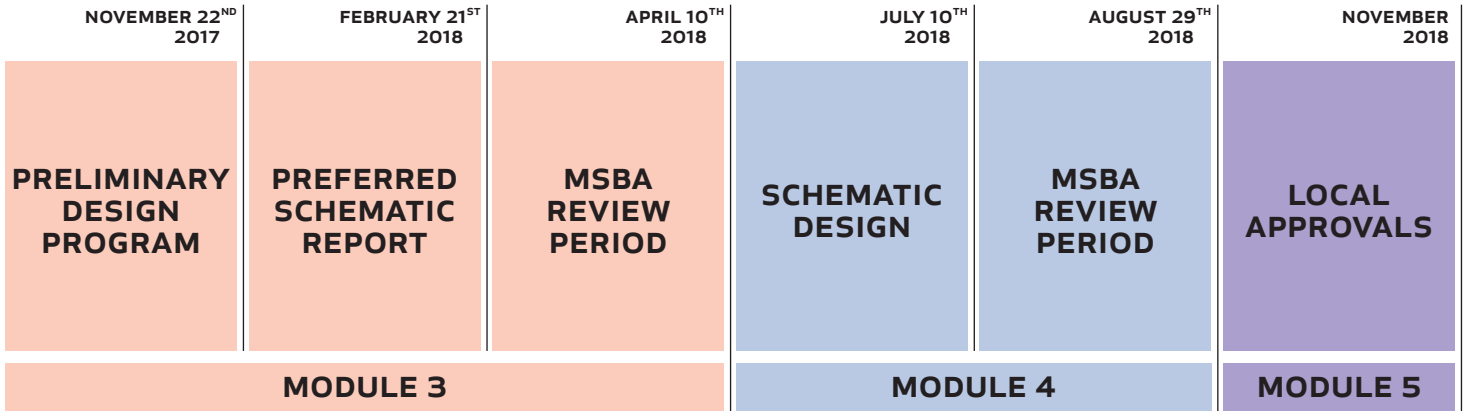 NOVEMBER 22ND
2017
FEBRUARY 21ST
2018
APRIL 10TH
2018
JULY 10TH
2018
AUGUST 29TH
2018
NOVEMBER
2018
PRELIMINARY
DESIGN
PROGRAM
PREFERRED
SCHEMATIC
REPORT
MSBA
REVIEW
PERIOD
SCHEMATIC
DESIGN
MSBA
REVIEW
PERIOD
LOCAL
APPROVALS
MODULE 3
MODULE 4
MODULE 5